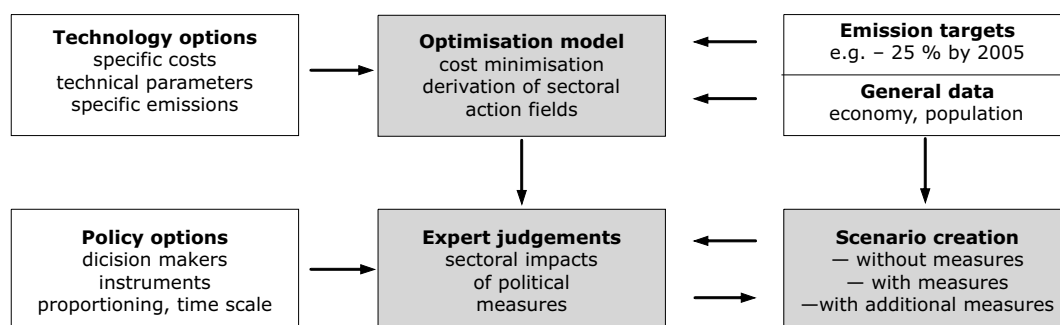 Technology options
specific costs
technical parameters
specific emissions
Optimisation model
cost minimisation
derivation of sectoral
action fields
Emission targets
e.g. – 25 % by 2005
General data
economy, population
Policy options
dicision makers
instruments
proportioning, time scale
Expert judgements
sectoral impacts
of political
measures
Scenario creation
— without measures
— with measures
—with additional measures